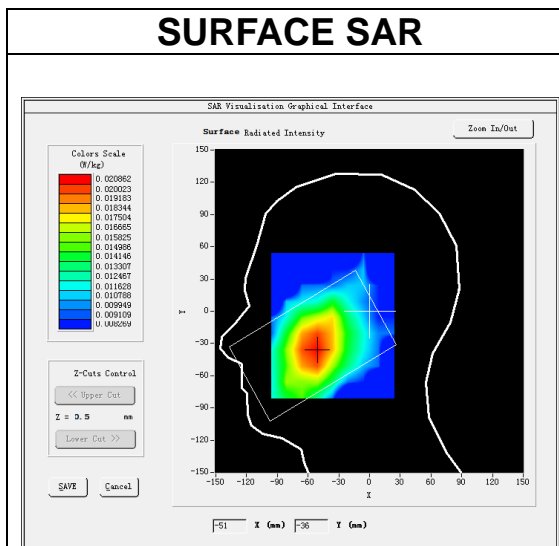 SURFACE SAR
SAR Visualisation Graphical Interface
Surface Radiated Intensity
Zoom In/Out
Colors Scale
(W/kg)
0.020862
0.020023
0.019183
0.018344
0.017504
0.016665
0.015825
0.014986
0.014146
0.013307
0.012467
0.011628
0.010788
0.009949
0.009109
0.008269
Z-Cuts Control
<< Upper Cut
Z = 0.5 mm
Lower Cut >>
SAVE Cancel
150
120
90
60
30
0
-30
-60
-90
-120
-150
Y
-150 -120 -90 -60 -30 0 30 60 90 120 150
X
-51 X (mm) -36 Y (mm)